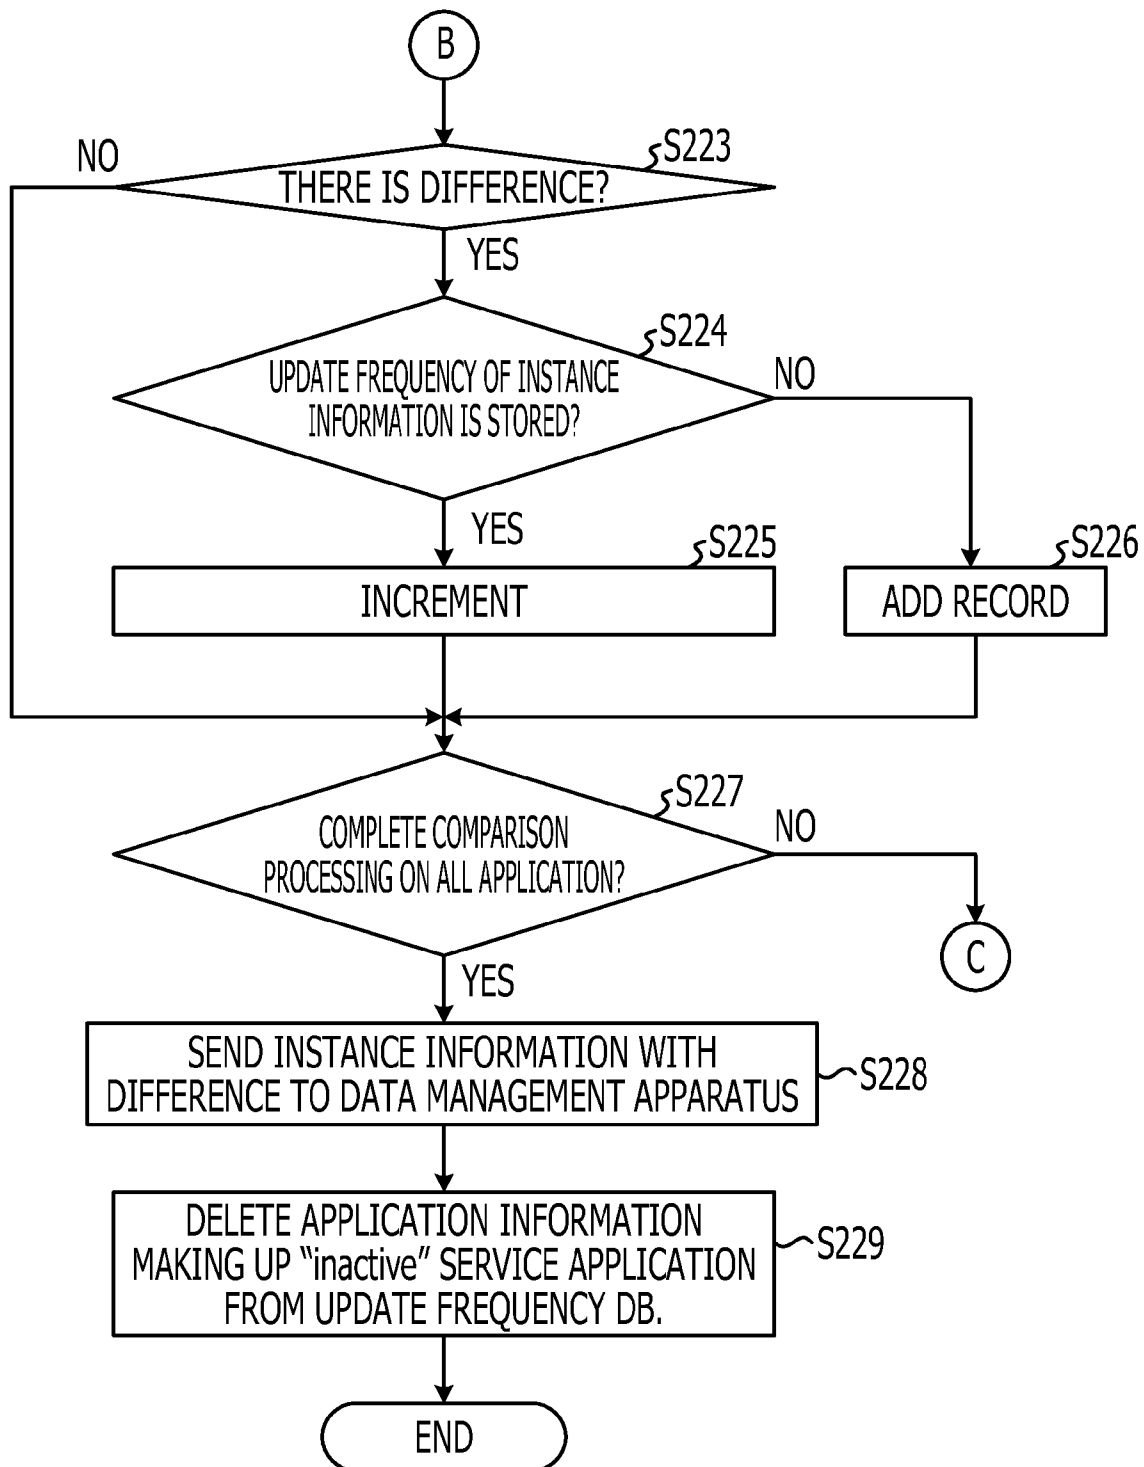 B
S223
NO
THERE IS DIFFERENCE?
YES
S224
UPDATE FREQUENCY OF INSTANCE
INFORMATION IS STORED?
NO
YES
S225
S226
INCREMENT
ADD RECORD
S227
COMPLETE COMPARISON
PROCESSING ON ALL APPLICATION?
NO
C
YES
SEND INSTANCE INFORMATION WITH
DIFFERENCE TO DATA MANAGEMENT APPARATUS
S228
DELETE APPLICATION INFORMATION
MAKING UP “inactive” SERVICE APPLICATION
FROM UPDATE FREQUENCY DB.
S229
END